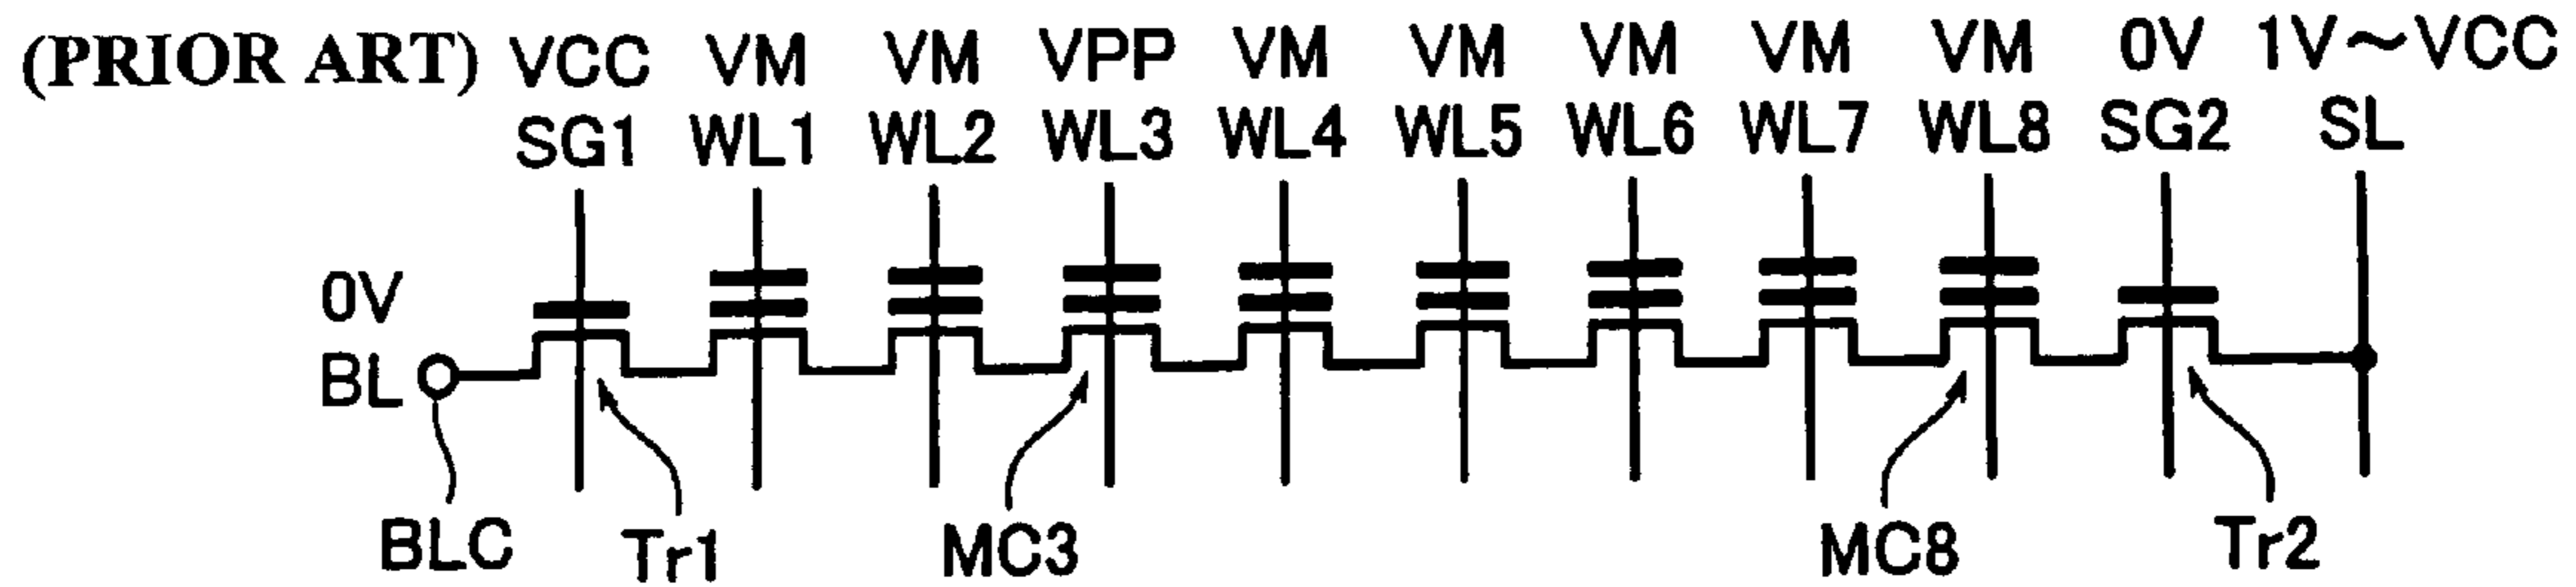 (PRIOR ART) VCC VM VM VPP VM VM VM VM VM 0V 1V~VCC
SG1 WL1 WL2 WL3 WL4 WL5 WL6 WL7 WL8 SG2 SL
0V
BL
BLC Tr1 MC3 MC8 Tr2